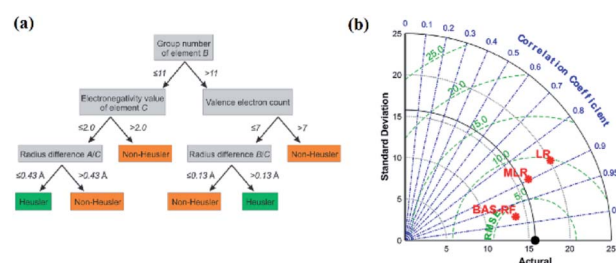 (a)
Group number
of element B
≤11
>11
Electronegativity value
of element C
Valence electron count
≤2.0
>2.0
≤7
>7
Radius difference A/C
Non-Heusler
Radius difference B/C
Non-Heusler
≤0.43 Å
>0.43 Å
≤0.13 Å
>0.13 Å
Heusler
Non-Heusler
Non-Heusler
Heusler
(b)
0
0.1
0.2
0.3
0.4
0.5
0.6
0.7
0.8
0.9
0.95
Correlation Coefficient
Standard Deviation
25
20
15
10
5
0
25.0
20.0
15.0
10.0
5.0
RMSE
LR
MLR
BAS-RF
0
5
10
15
20
25
Actural